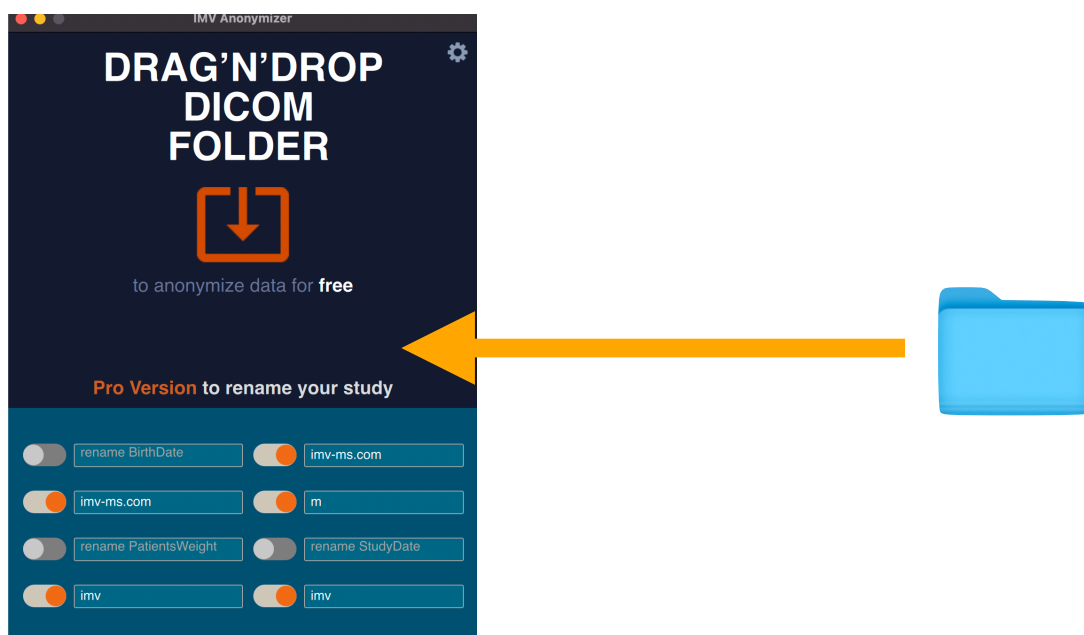 IMV Anonymizer
DRAG'N'DROP
DICOM
FOLDER
to anonymize data for free
Pro Version to rename your study
rename BirthDate
imv-ms.com
imv-ms.com
m
rename PatientsWeight
rename StudyDate
imv
imv